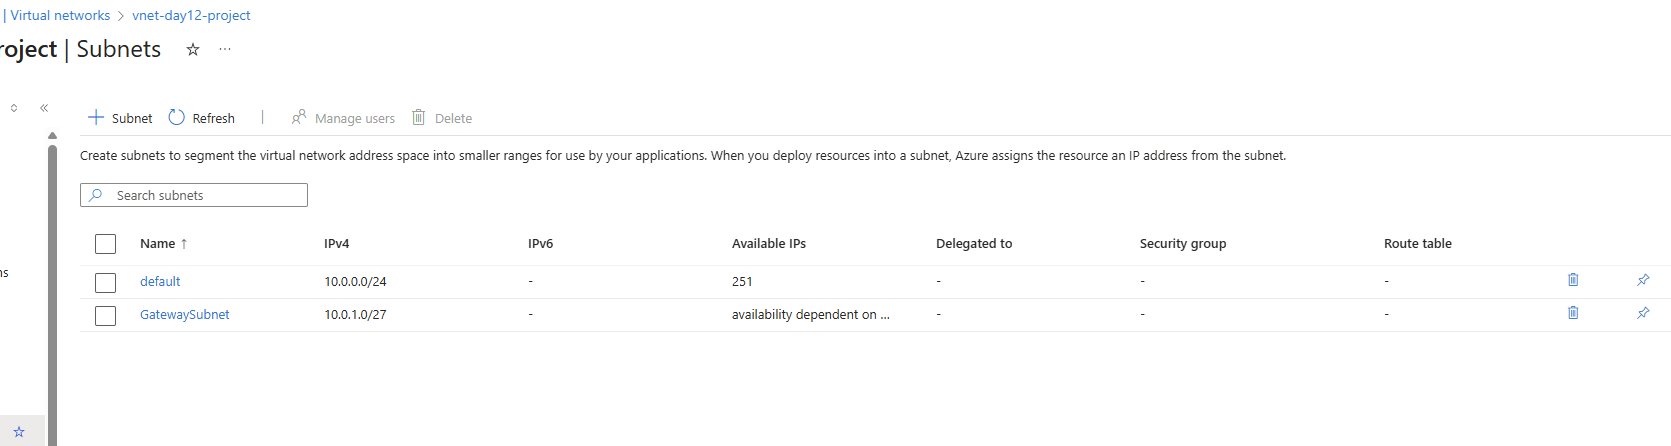 | Virtual networks > vnet-day12-project
roject | Subnets ☆ ...
+ Subnet Refresh | Manage users Delete
Create subnets to segment the virtual network address space into smaller ranges for use by your applications. When you deploy resources into a subnet, Azure assigns the resource an IP address from the subnet.
Search subnets
Name ↑ IPv4 IPv6 Available IPs Delegated to Security group Route table
ns
default 10.0.0.0/24 - 251 - - -
GatewaySubnet 10.0.1.0/27 - availability dependent on ... - - -